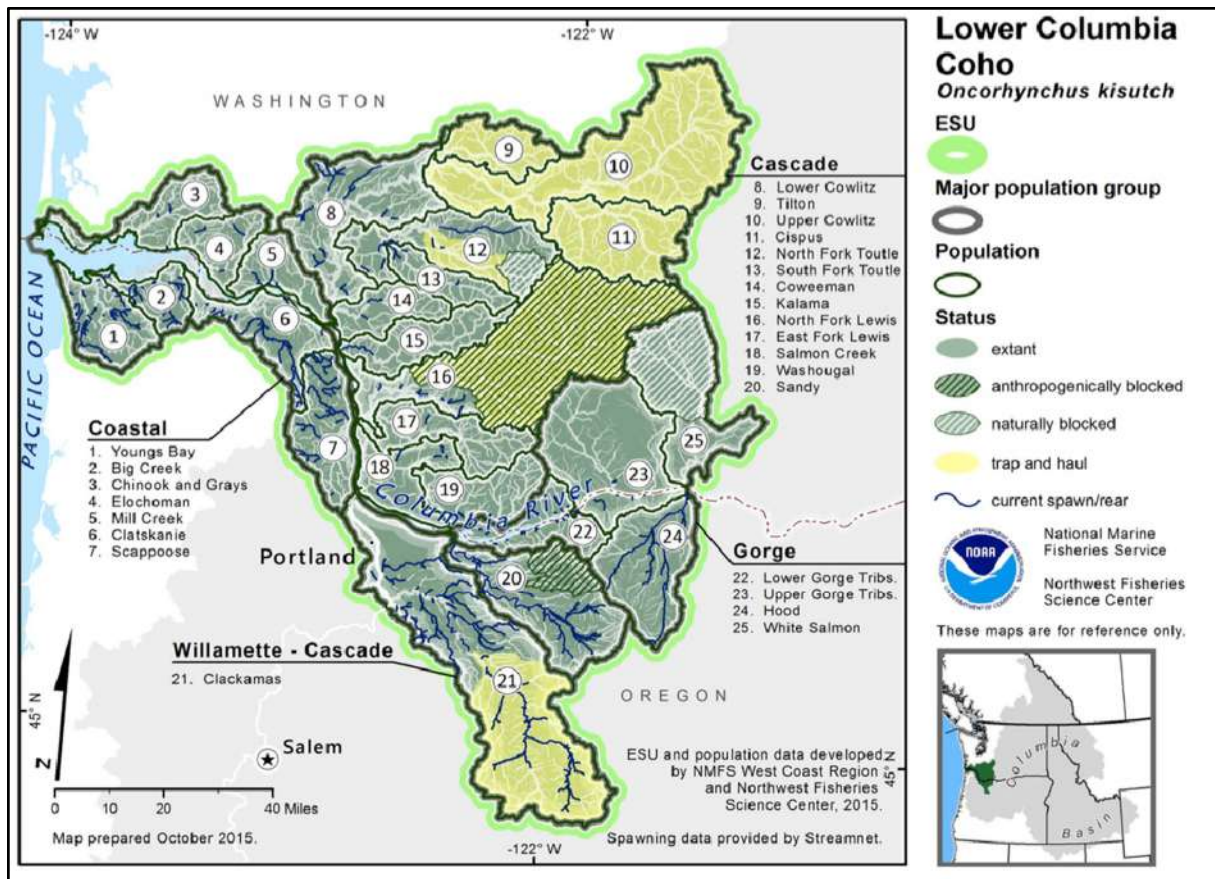 124° W
122° W
WASHINGTON
PACIFIC OCEAN
3
4
5
2
1
6
7
8
9
10
11
12
13
14
15
16
17
18
19
20
21
22
23
24
25
Columbia River
Portland
Salem
OREGON
Coastal
1. Youngs Bay
2. Big Creek
3. Chinook and Grays
4. Elochoman
5. Mill Creek
6. Clatskanie
7. Scappoose
Cascade
8. Lower Cowlitz
9. Tilton
10. Upper Cowlitz
11. Cispus
12. North Fork Toutle
13. South Fork Toutle
14. Coweeman
15. Kalama
16. North Fork Lewis
17. East Fork Lewis
18. Salmon Creek
19. Washougal
20. Sandy
Gorge
22. Lower Gorge Tribs.
23. Upper Gorge Tribs.
24. Hood
25. White Salmon
Willamette - Cascade
21. Clackamas
45° N
45° N
Z
0 10 20 40 Miles
Map prepared October 2015.
122° W
ESU and population data developed
by NMFS West Coast Region
and Northwest Fisheries
Science Center, 2015.
Spawning data provided by Streamnet.
Lower Columbia
Coho
Oncorhynchus kisutch
ESU
Major population group
Population
Status
extant
anthropogenically blocked
naturally blocked
trap and haul
current spawn/rear
NOAA
National Marine
Fisheries Service
Northwest Fisheries
Science Center
These maps are for reference only.
Columbia
Basin